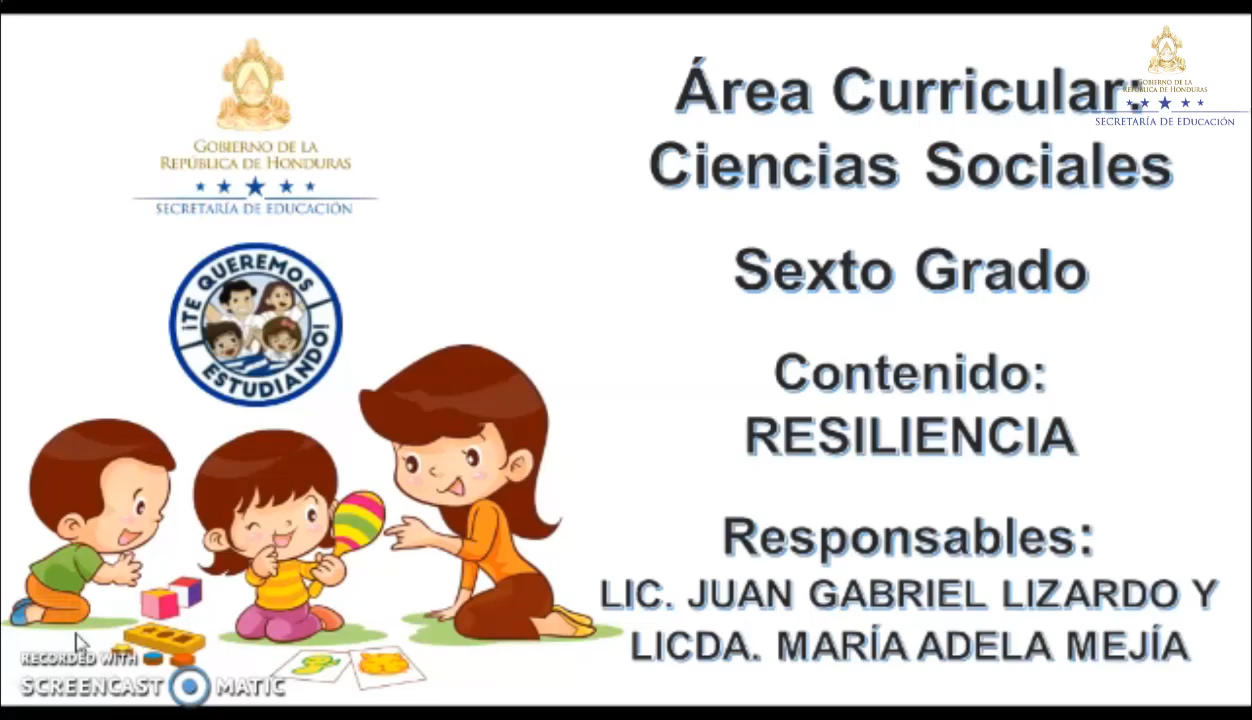 GOBIERNO DE LA
REPÚBLICA DE HONDURAS
SECRETARÍA DE EDUCACIÓN
¡TE QUEREMOS
ESTUDIANDO!
Área Curricular:
Ciencias Sociales
GOBIERNO DE LA
REPÚBLICA DE HONDURAS
SECRETARÍA DE EDUCACIÓN
Sexto Grado
Contenido:
RESILIENCIA
Responsables:
LIC. JUAN GABRIEL LIZARDO Y
LICDA. MARÍA ADELA MEJÍA
RECORDED WITH
SCREENCAST MATIC